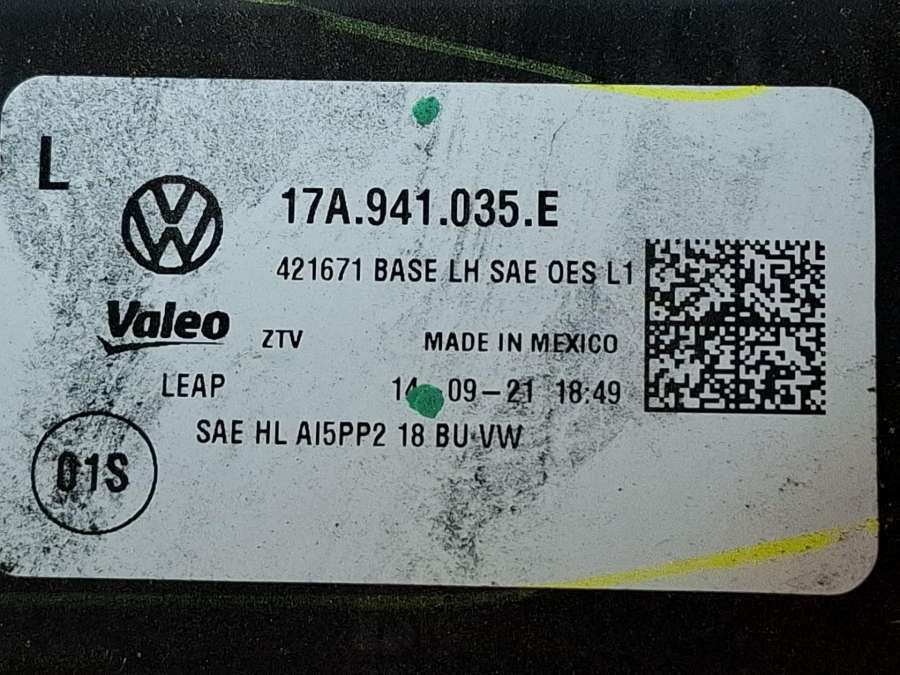 L
17A.941.035.E
421671 BASE LH SAE OES L1
Valeo
ZTV
MADE IN MEXICO
LEAP
14-09-21 18:49
SAE HL AI5PP2 18 BU VW
01S